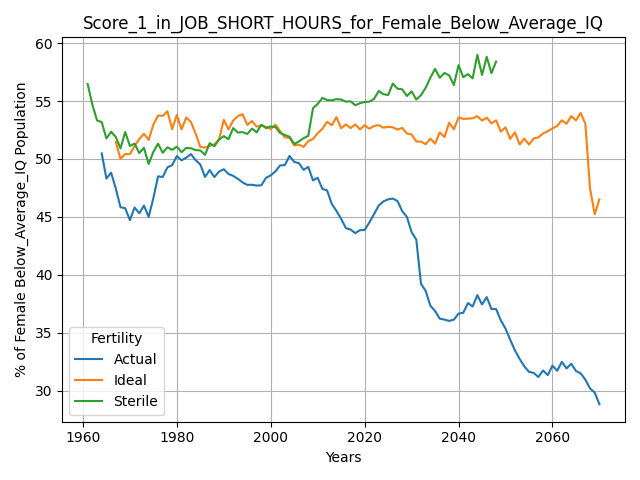 Score_1_in_JOB_SHORT_HOURS_for_Female_Below_Average_IQ
% of Female Below_Average_IQ Population
60
55
50
45
40
35
30
Fertility
Actual
Ideal
Sterile
1960 1980 2000 2020 2040 2060
Years